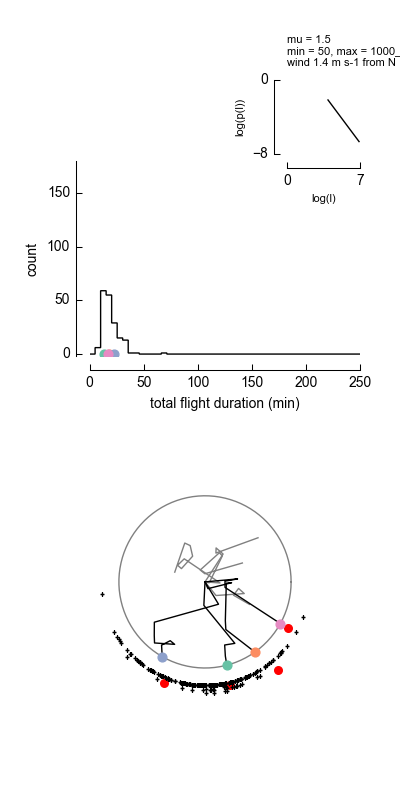 mu = 1.5
min = 50, max = 1000_
wind 1.4 m s-1 from N
0
log(p(l))
−8
0
7
log(l)
150
100
50
0
count
0
50
100
150
200
250
total flight duration (min)